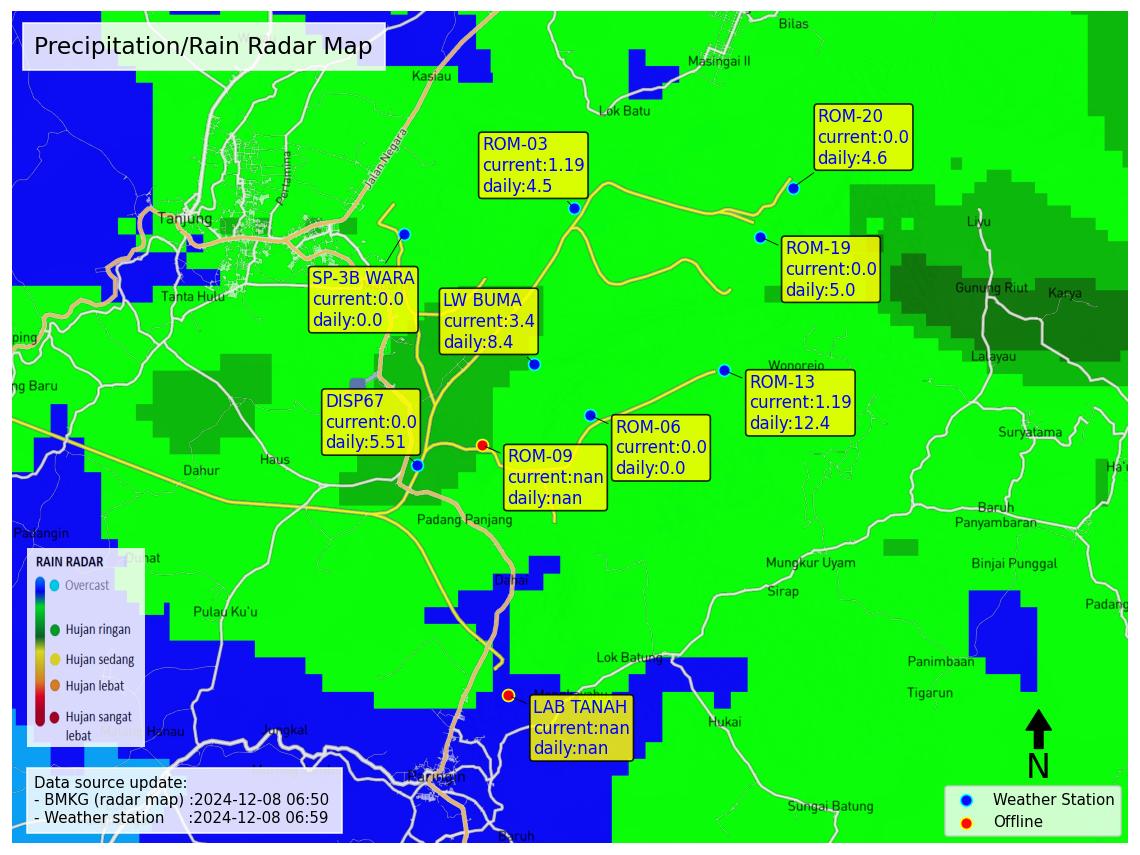 Precipitation/Rain Radar Map
Bilas
Masingai II
Kasiau
Lok Batu
Jalan Negara
Pertamina
ROM-20
current:0.0
daily:4.6
ROM-03
current:1.19
daily:4.5
Tanjung
Liyu
ROM-19
current:0.0
daily:5.0
SP-3B WARA
current:0.0
daily:0.0
LW BUMA
current:3.4
daily:8.4
Tanta Hulu
Gunung Riut
Karya
ping
Lalayau
Wonorejo
ng Baru
ROM-13
current:1.19
daily:12.4
DISP67
current:0.0
daily:5.51
ROM-06
current:0.0
daily:0.0
Suryatama
ROM-09
current:nan
daily:nan
Haus
Dahur
Ha'u
Baruh
Panyambaran
Padang Panjang
Padangin
Mungkur Uyam
Binjai Punggal
Dahai
Sirap
Padang
Pulau Ku'u
RAIN RADAR
Overcast
Hujan ringan
Hujan sedang
Hujan lebat
Hujan sangat
lebat
Lok Batung
Panimbaan
Tigarun
LAB TANAH
current:nan
daily:nan
Hukai
Hanau
Jungkal
Paringin
N
Data source update:
- BMKG (radar map) :2024-12-08 06:50
- Weather station :2024-12-08 06:59
Sungai Batung
Weather Station
Offline
Baruh